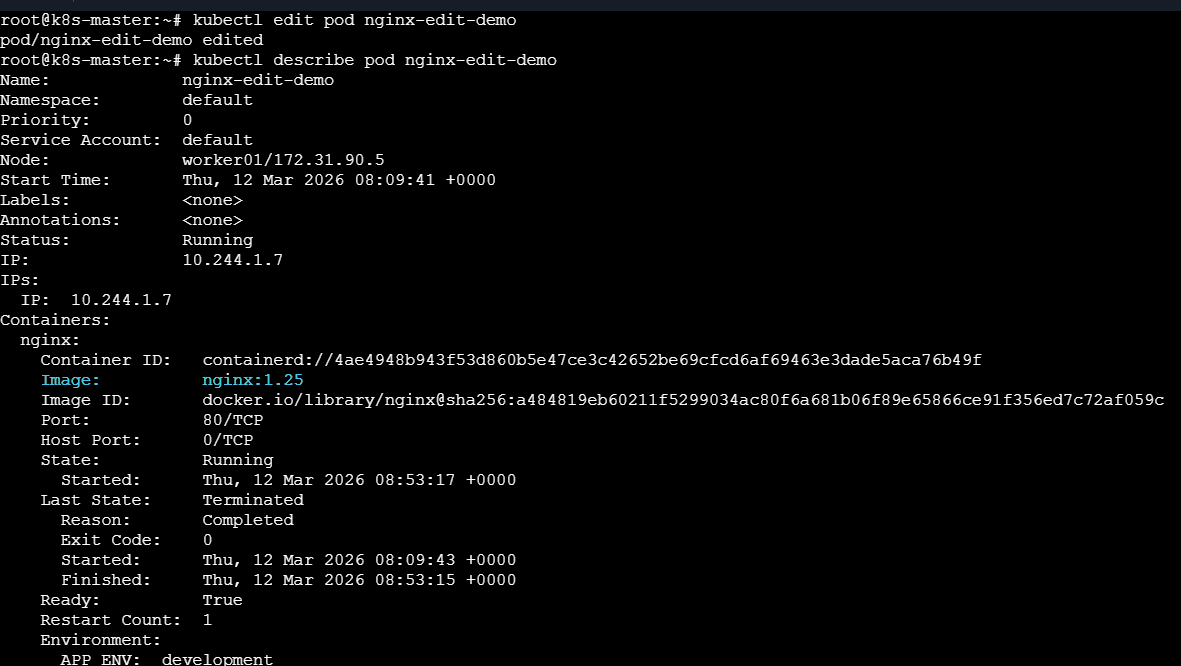 root@k8s-master:~# kubectl edit pod nginx-edit-demo
pod/nginx-edit-demo edited
root@k8s-master:~# kubectl describe pod nginx-edit-demo
Name:             nginx-edit-demo
Namespace:        default
Priority:         0
Service Account:  default
Node:             worker01/172.31.90.5
Start Time:       Thu, 12 Mar 2026 08:09:41 +0000
Labels:           <none>
Annotations:      <none>
Status:           Running
IP:               10.244.1.7
IPs:
  IP:  10.244.1.7
Containers:
  nginx:
    Container ID:   containerd://4ae4948b943f53d860b5e47ce3c42652be69cfcd6af69463e3dade5aca76b49f
    Image:          nginx:1.25
    Image ID:       docker.io/library/nginx@sha256:a484819eb60211f5299034ac80f6a681b06f89e65866ce91f356ed7c72af059c
    Port:           80/TCP
    Host Port:      0/TCP
    State:          Running
      Started:      Thu, 12 Mar 2026 08:53:17 +0000
    Last State:     Terminated
      Reason:       Completed
      Exit Code:    0
      Started:      Thu, 12 Mar 2026 08:09:43 +0000
      Finished:     Thu, 12 Mar 2026 08:53:15 +0000
    Ready:          True
    Restart Count:  1
    Environment:
      APP_ENV:  development